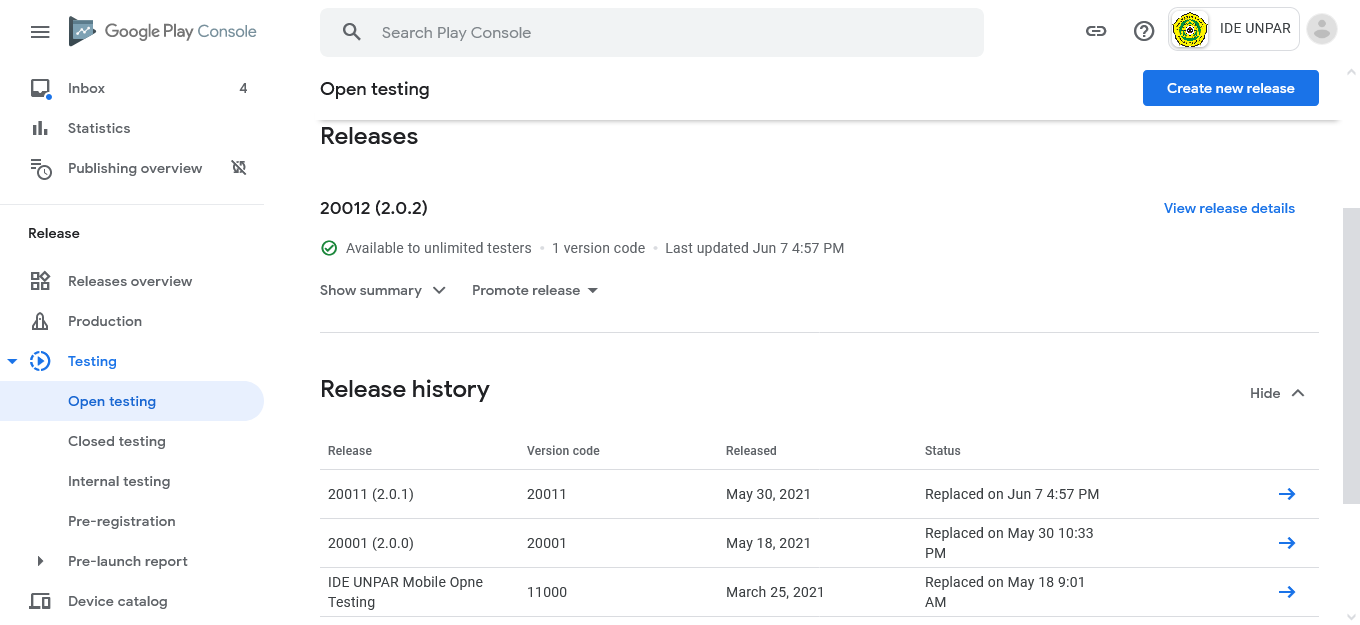 Google Play Console
Search Play Console
IDE UNPAR
Inbox 4
Statistics
Publishing overview
Release
Releases overview
Production
Testing
Open testing
Closed testing
Internal testing
Pre-registration
Pre-launch report
Device catalog
Open testing
Create new release
Releases
20012 (2.0.2)
View release details
Available to unlimited testers • 1 version code • Last updated Jun 7 4:57 PM
Show summary Promote release
Release history
Hide
Release Version code Released Status
20011 (2.0.1) 20011 May 30, 2021 Replaced on Jun 7 4:57 PM
20001 (2.0.0) 20001 May 18, 2021 Replaced on May 30 10:33
PM
IDE UNPAR Mobile Opne
Testing
11000 March 25, 2021 Replaced on May 18 9:01
AM